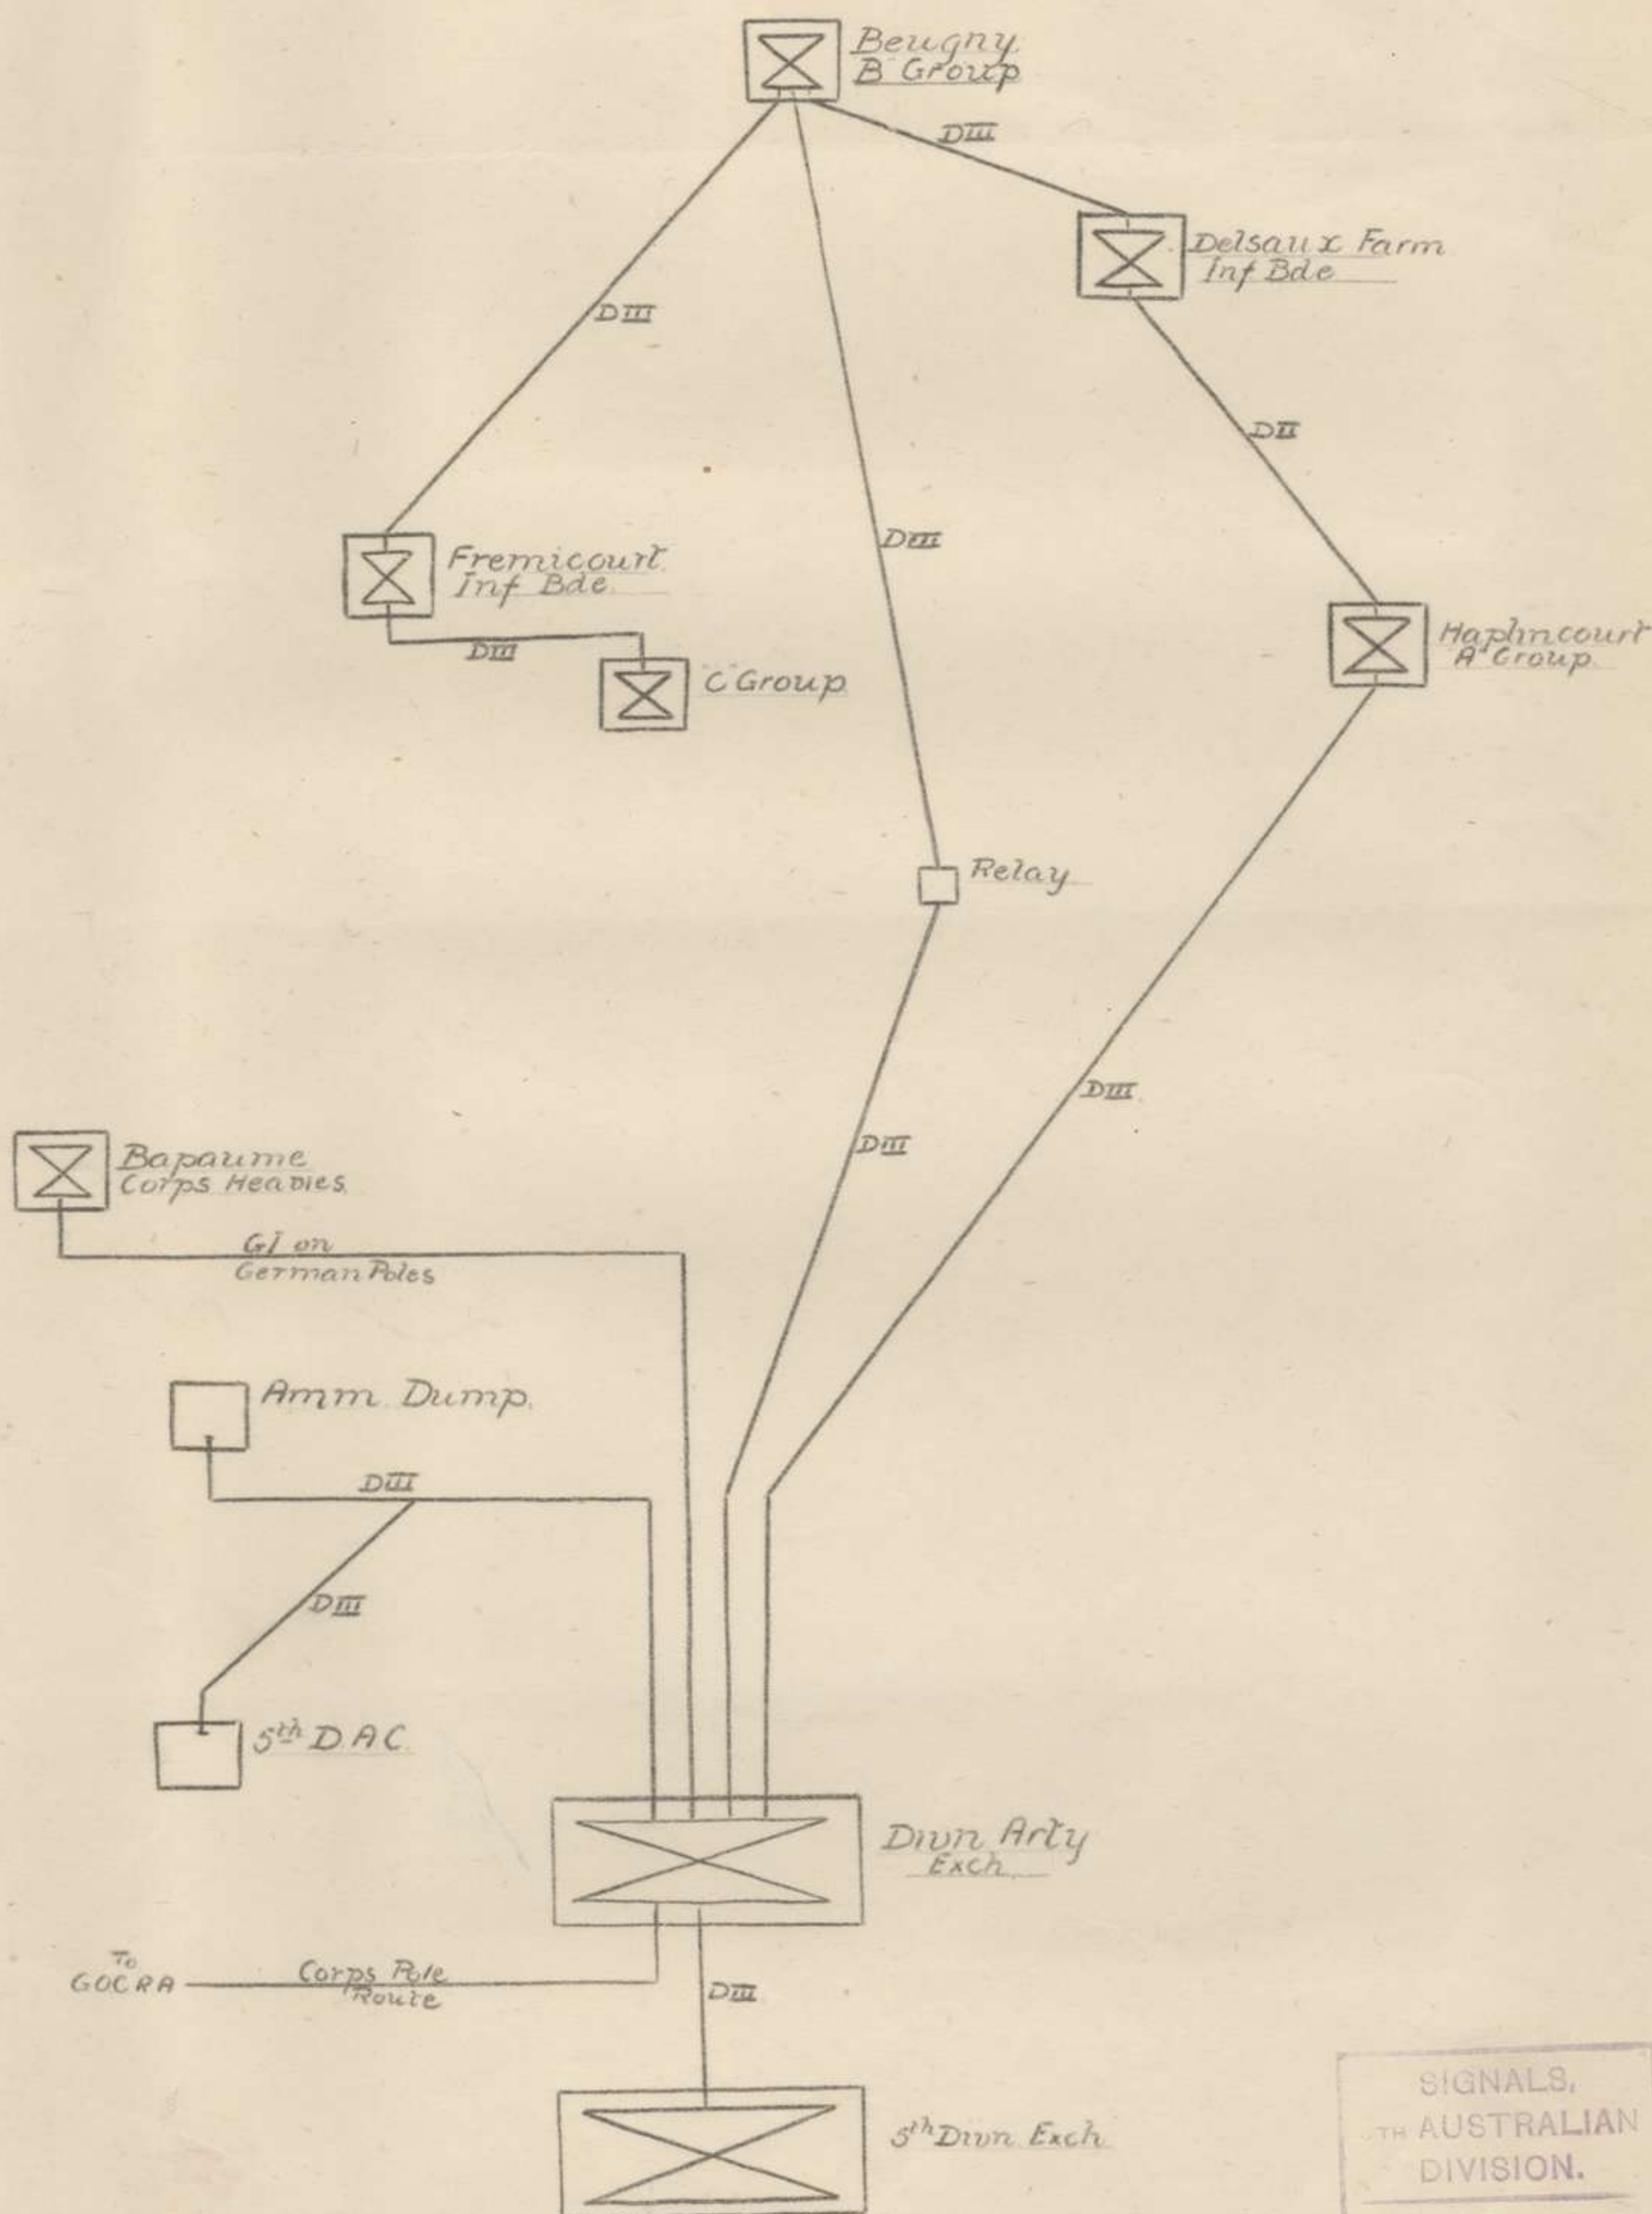 Beugny
B Group
DIII
Delsaux Farm
Inf Bde
DIII
DII
Fremicourt
Inf Bde
DIII
DIII
C Group
Haplincourt
A Group
Relay
DIII
DIII
Bapaume
Corps Heavies
GI on
German Poles
Amm. Dump.
DIII
DIII
5th DAC
Divn Arty
Exch
To
GOCRA
Corps Pole
Route
DIII
5th Divn Exch
SIGNALS,
TH AUSTRALIAN
DIVISION.